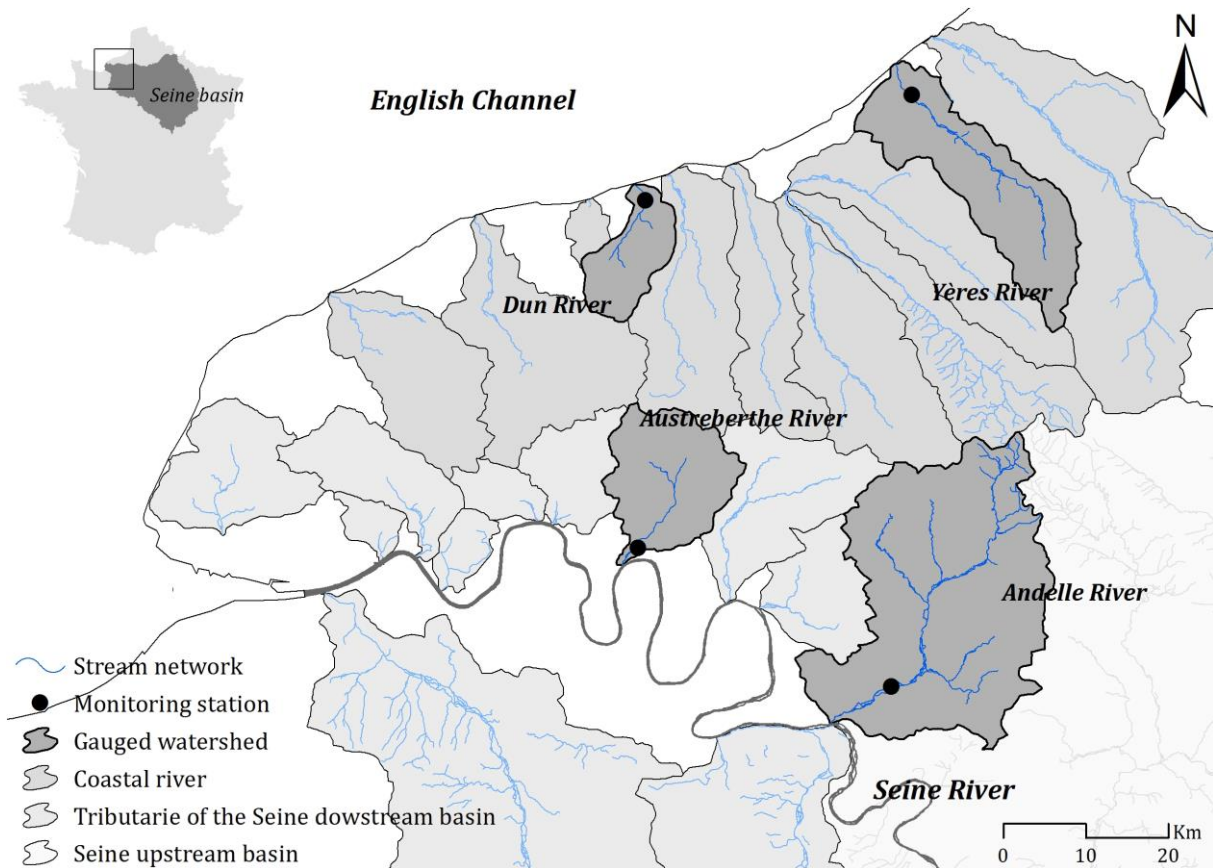 N
Seine basin
English Channel
Dun River
Yères River
Austreberthe River
Andelle River
Stream network
Monitoring station
Gauged watershed
Coastal river
Tributarie of the Seine dowstream basin
Seine upstream basin
Seine River
Km
0 10 20